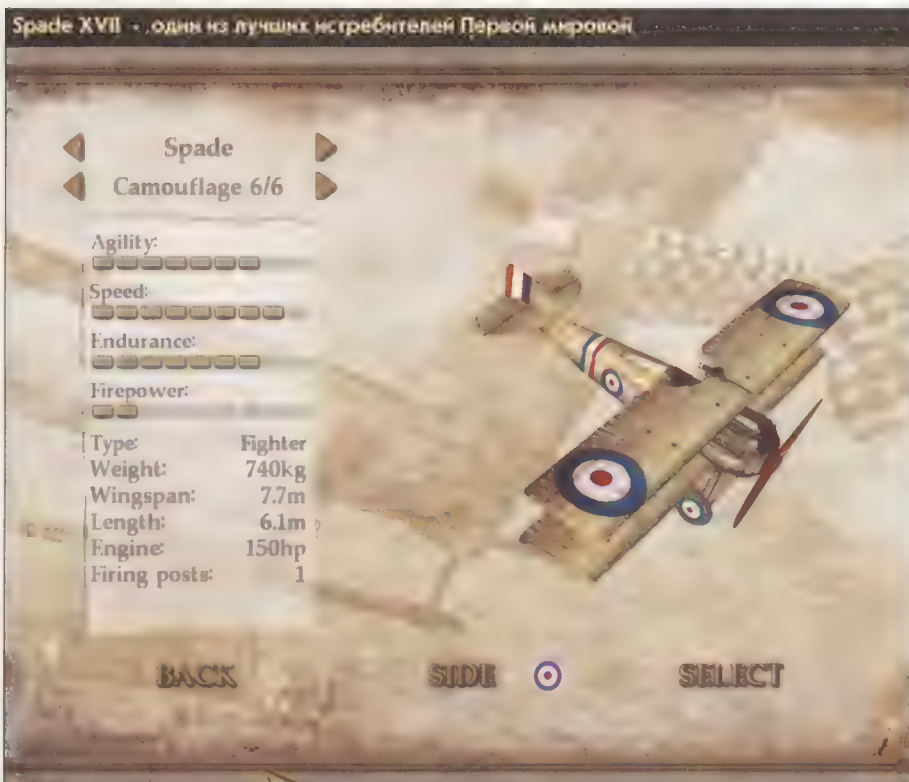 Spade XVII - один из лучших истребителей Первой мировой
Spade
Camouflage 6/6
Agility:
Speed:
Endurance:
Firepower:
Type: Fighter
Weight: 740kg
Wingspan: 7.7m
Length: 6.1m
Engine: 150hp
Firing posts: 1
BACK SIDE SELECT